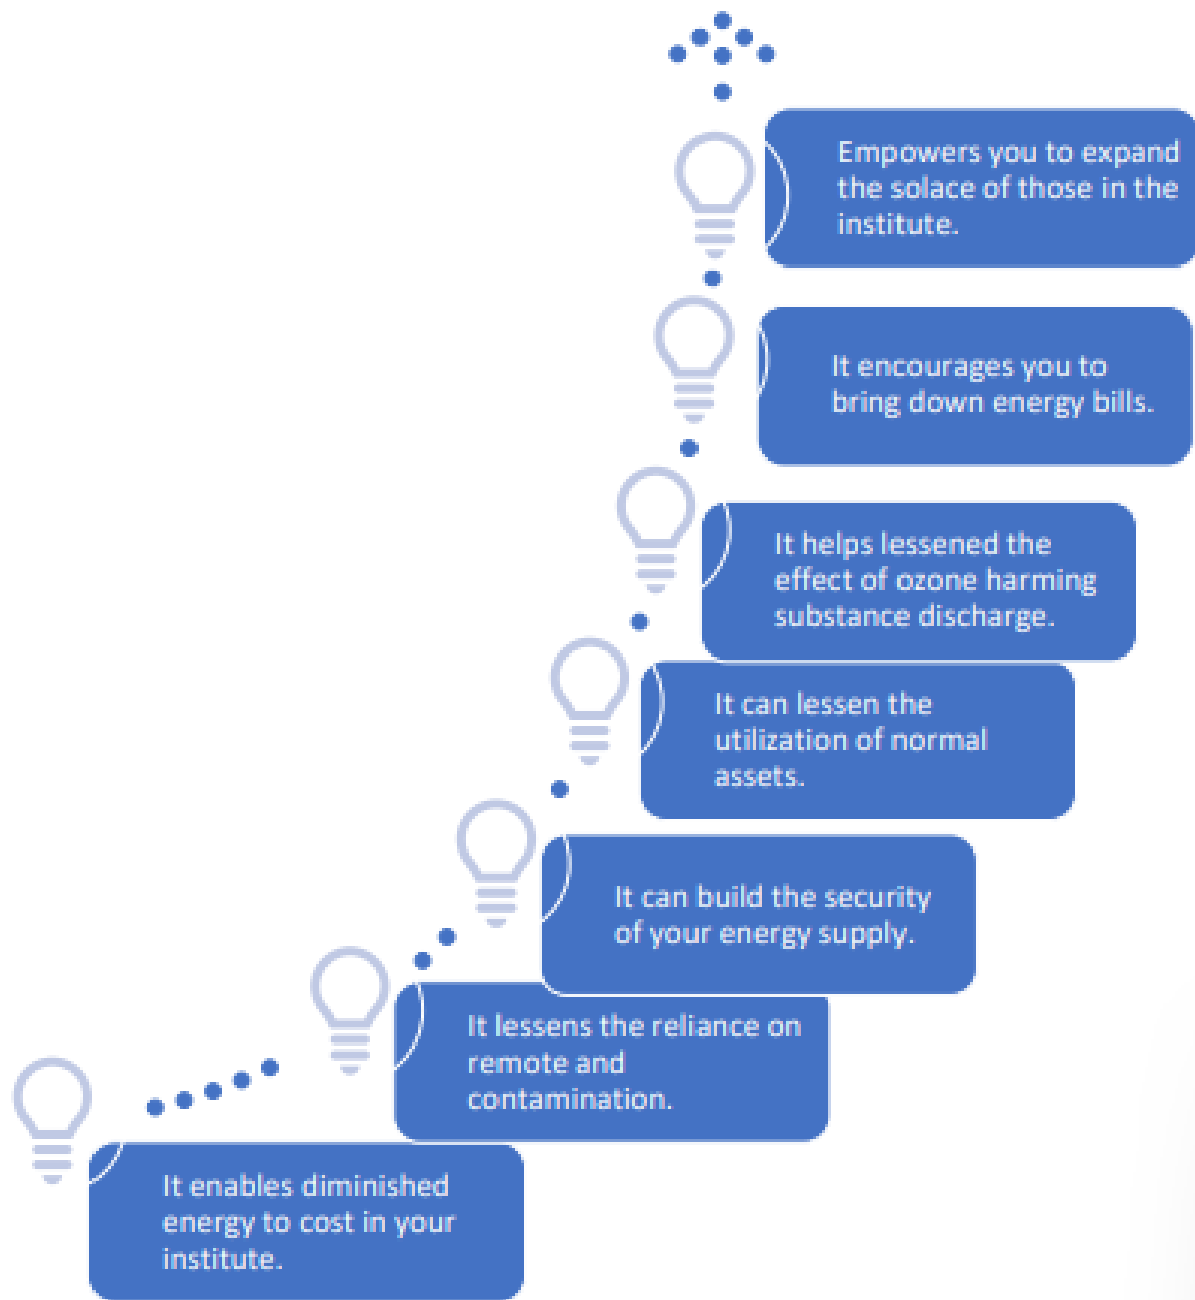 Empowers you to expand
the solace of those in the
institute.
It encourages you to
bring down energy bills.
It helps lessened the
effect of ozone harming
substance discharge.
It can lessen the
utilization of normal
assets.
It can build the security
of your energy supply.
It lessens the reliance on
remote and
contamination.
It enables diminished
energy to cost in your
institute.